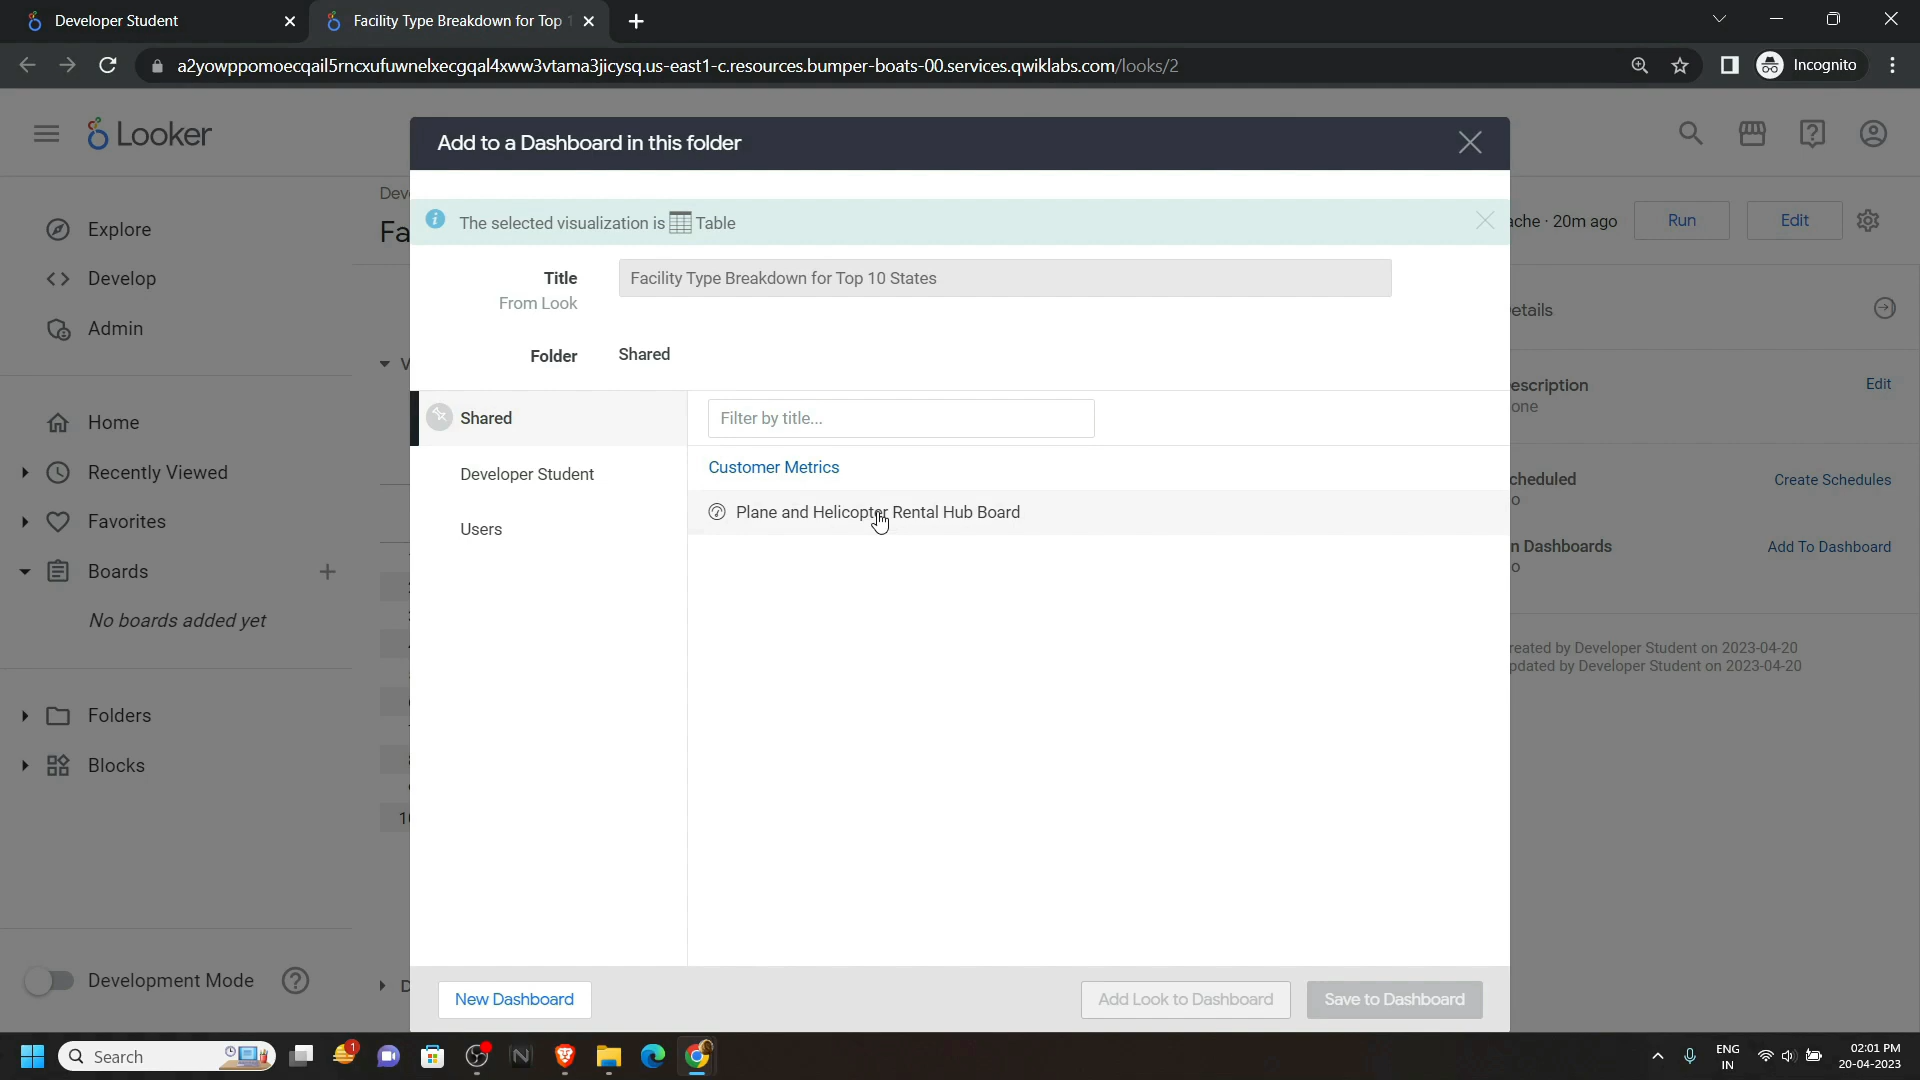 Developer Student
Facility Type Breakdown for Top 1
a2yowppomoecqail5rncxufuwnelxecgqal4xww3vtama3jicysq.us-east1-c.resources.bumper-boats-00.services.qwiklabs.com/looks/2
Incognito
Looker
Explore
Develop
Admin
Home
Recently Viewed
Favorites
Boards
No boards added yet
Folders
Blocks
Development Mode
Deve
Fa
V
10
D
Add to a Dashboard in this folder
The selected visualization is Table
Title
From Look
Facility Type Breakdown for Top 10 States
Folder
Shared
Shared
Developer Student
Users
Filter by title...
Customer Metrics
Plane and Helicopter Rental Hub Board
New Dashboard
Add Look to Dashboard
Save to Dashboard
ache · 20m ago
Run
Edit
etails
escription
Edit
one
cheduled
Create Schedules
o
n Dashboards
Add To Dashboard
o
reated by Developer Student on 2023-04-20
pdated by Developer Student on 2023-04-20
Search
1
ENG
IN
02:01 PM
20-04-2023